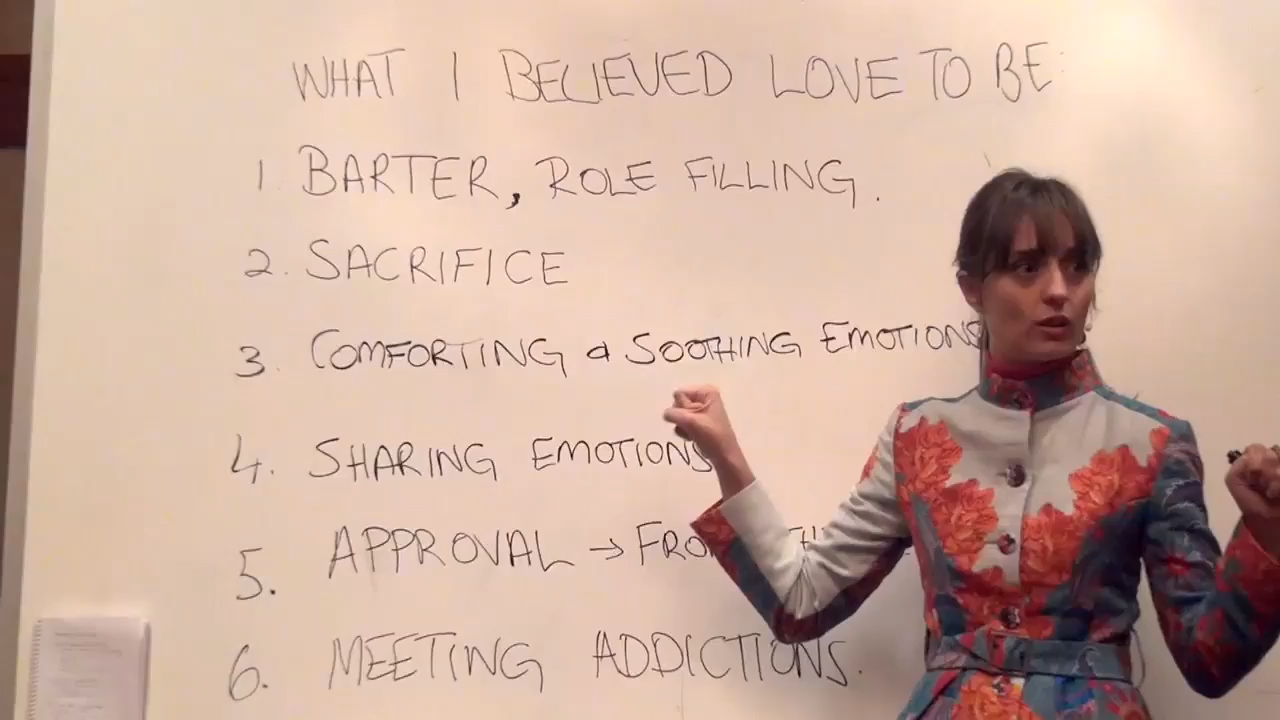 WHAT I BELIEVED LOVE TO BE:
1. BARTER, ROLE FILLING.
2. SACRIFICE
3. COMFORTING & SOOTHING EMOTIONS
4. SHARING EMOTIONS
5. APPROVAL →
6. MEETING ADDICTIONS.